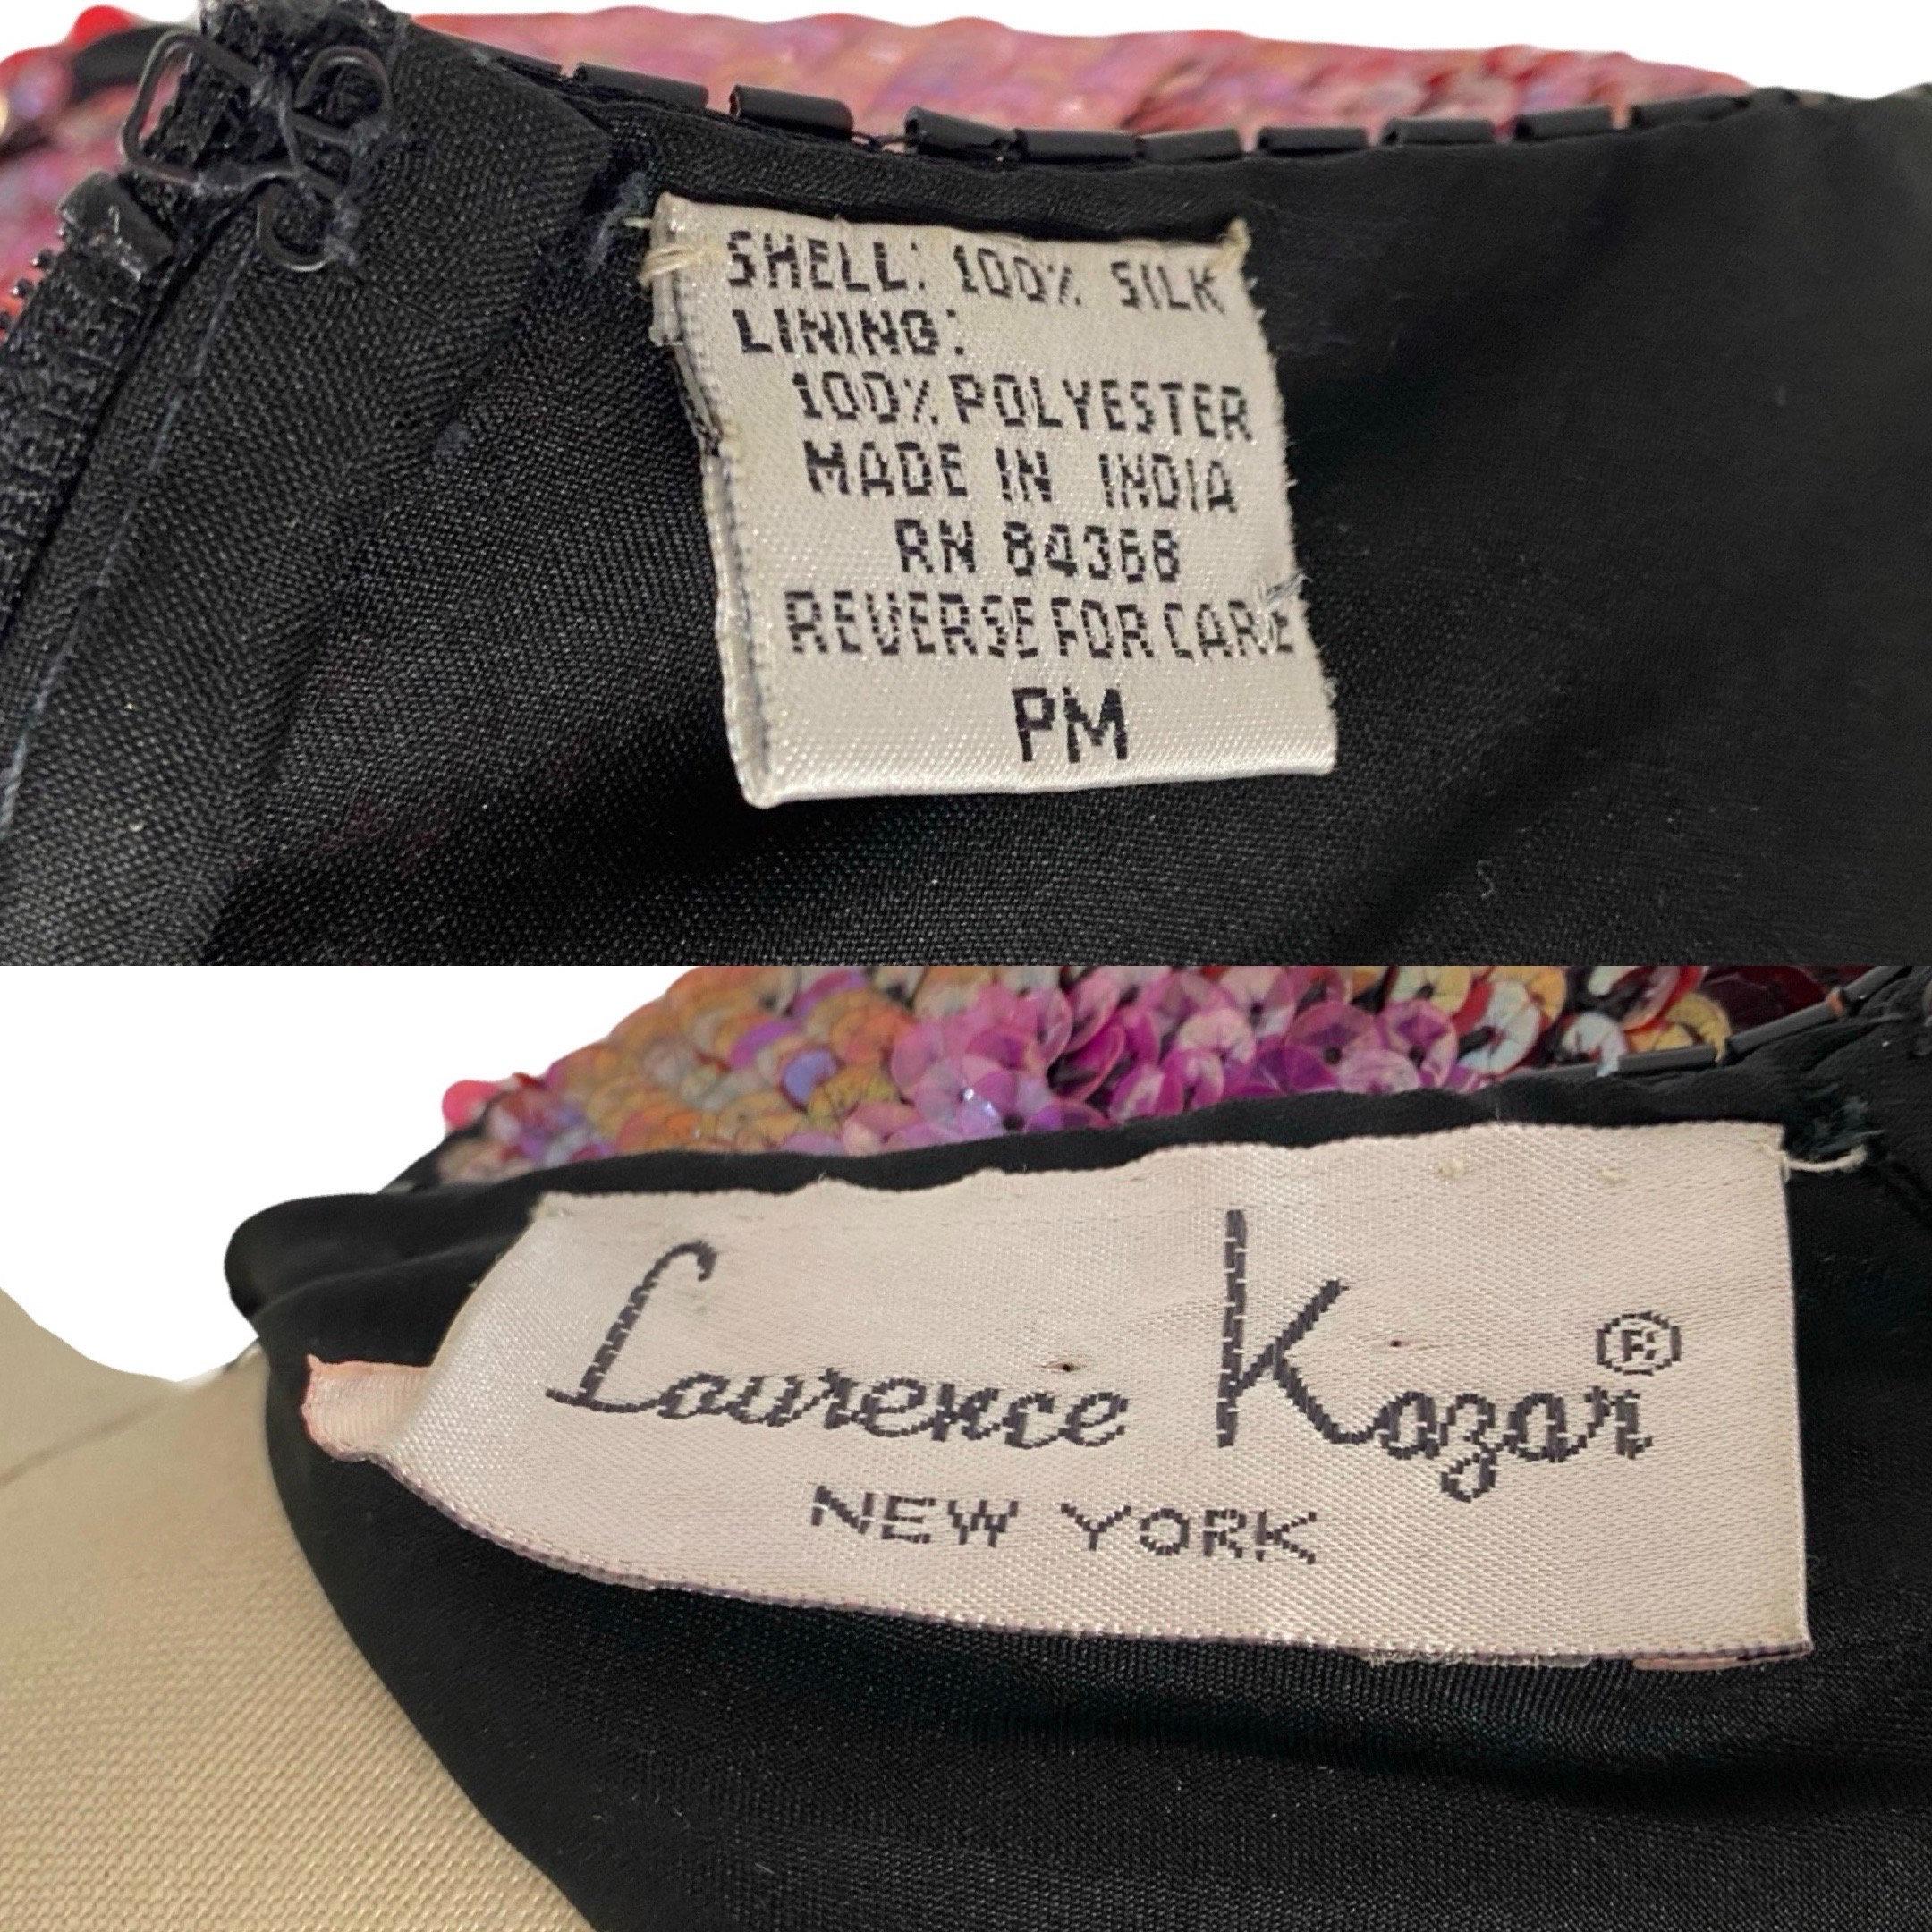 SHELL: 100% SILK
LINING:
100% POLYESTER
MADE IN INDIA
RN 84368
REVERSE FOR CARE
PM
Laurence Kazar ®
NEW YORK